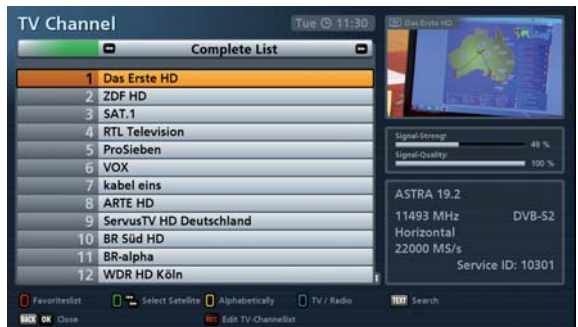 TV Channel
Tue 11:30
Das Erste HD
Complete List
1 Das Erste HD
2 ZDF HD
3 SAT.1
4 RTL Television
5 ProSieben
6 VOX
7 kabel eins
8 ARTE HD
9 ServusTV HD Deutschland
10 BR Süd HD
11 BR-alpha
12 WDR HD Köln
Signal-Strengt
49 %
Signal-Quality:
100 %
ASTRA 19.2
11493 MHz DVB-S2
Horizontal
22000 MS/s
Service ID: 10301
Favoriteslist Select Satellite Alphabetically TV / Radio TEXT Search
BACK OK Close REC Edit TV-Channellist